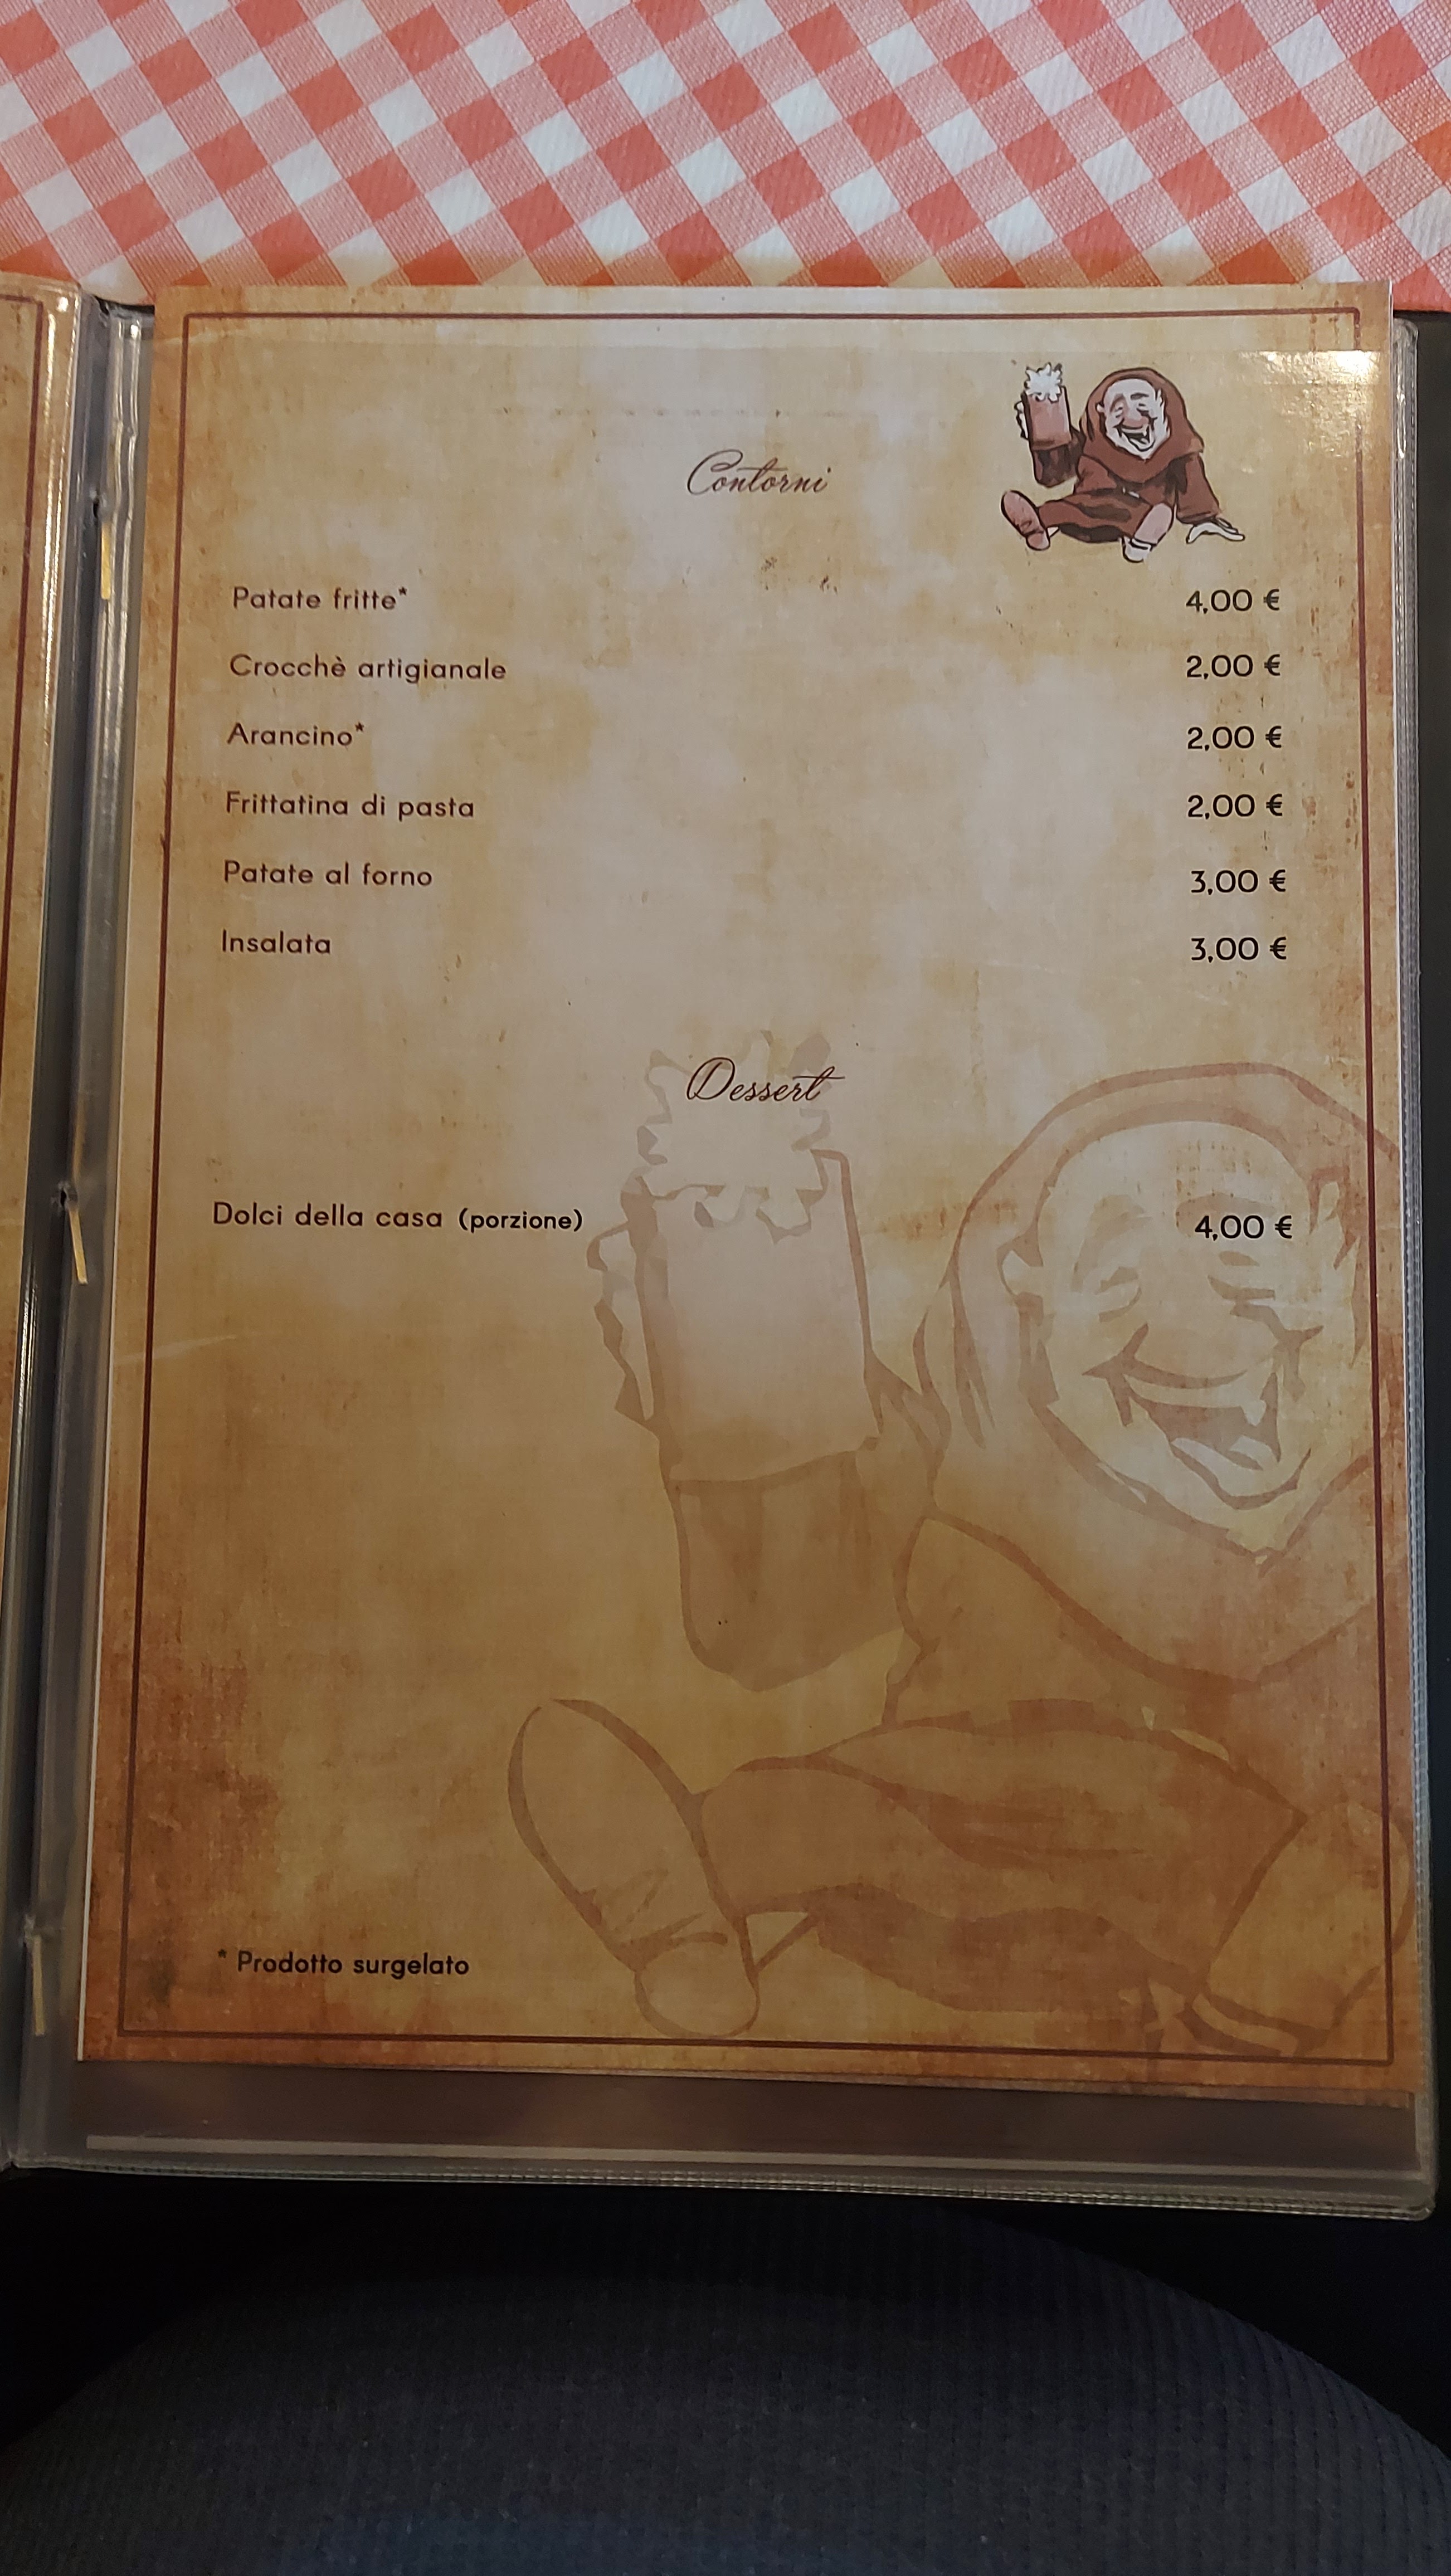 Contorni
Patate fritte* 4,00 €
Crocchè artigianale 2,00 €
Arancino* 2,00 €
Frittatina di pasta 2,00 €
Patate al forno 3,00 €
Insalata 3,00 €
Dessert
Dolci della casa (porzione) 4,00 €
* Prodotto surgelato